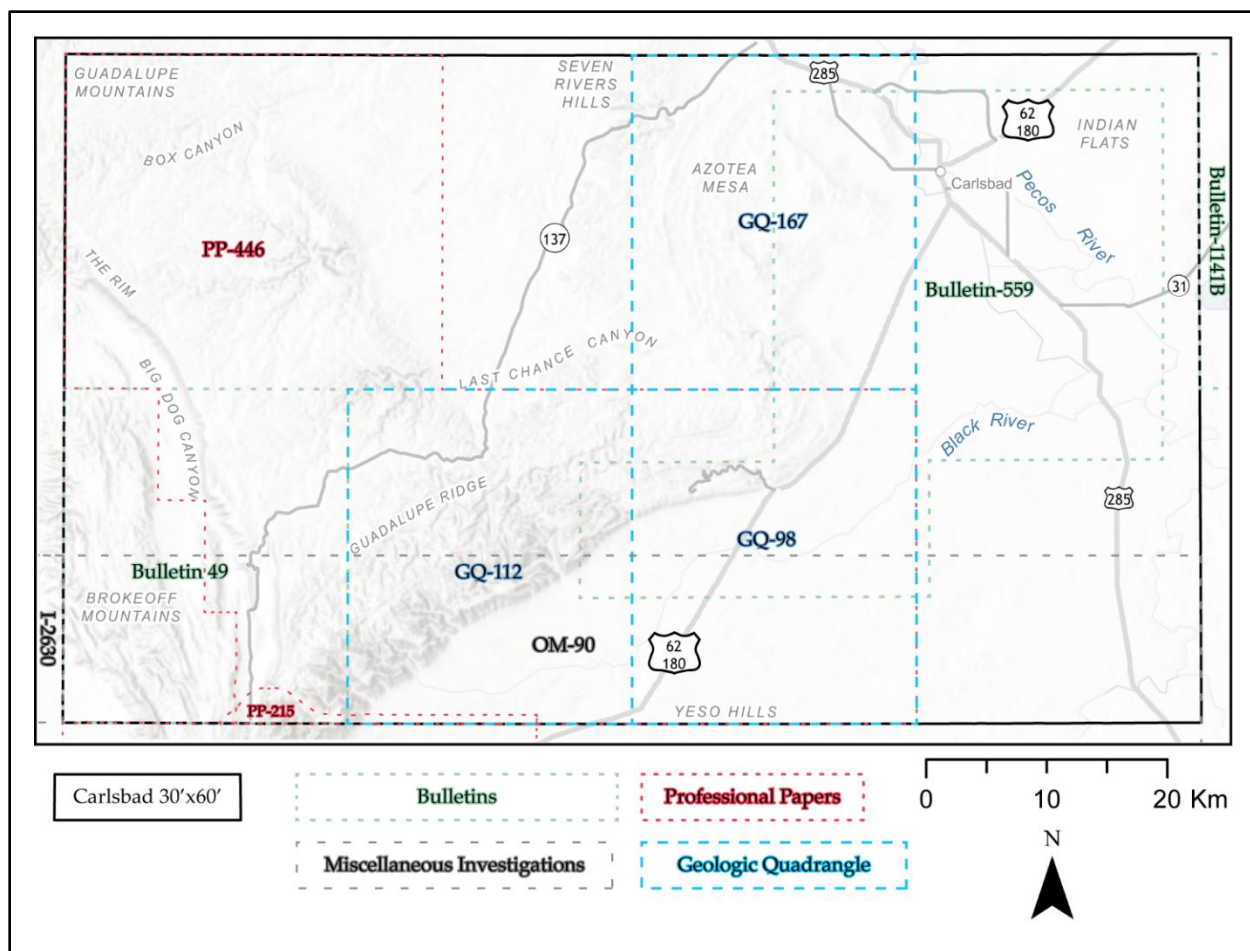 GUADALUPE
MOUNTAINS
SEVEN
RIVERS
HILLS
285
62
180
INDIAN
FLATS
BOX CANYON
AZOTEA
MESA
Carlsbad
Pecos
River
Bulletin-1141B
137
GQ-167
PP-446
THE RIM
Bulletin-559
31
BIG DOG CANYON
LAST CHANCE CANYON
Black River
GUADALUPE RIDGE
285
GQ-98
Bulletin 49
GQ-112
BROKEOFF
MOUNTAINS
I-2630
OM-90
62
180
PP-215
YESO HILLS
Carlsbad 30’x60’
Bulletins
Professional Papers
0 10 20 Km
Miscellaneous Investigations
Geologic Quadrangle
N